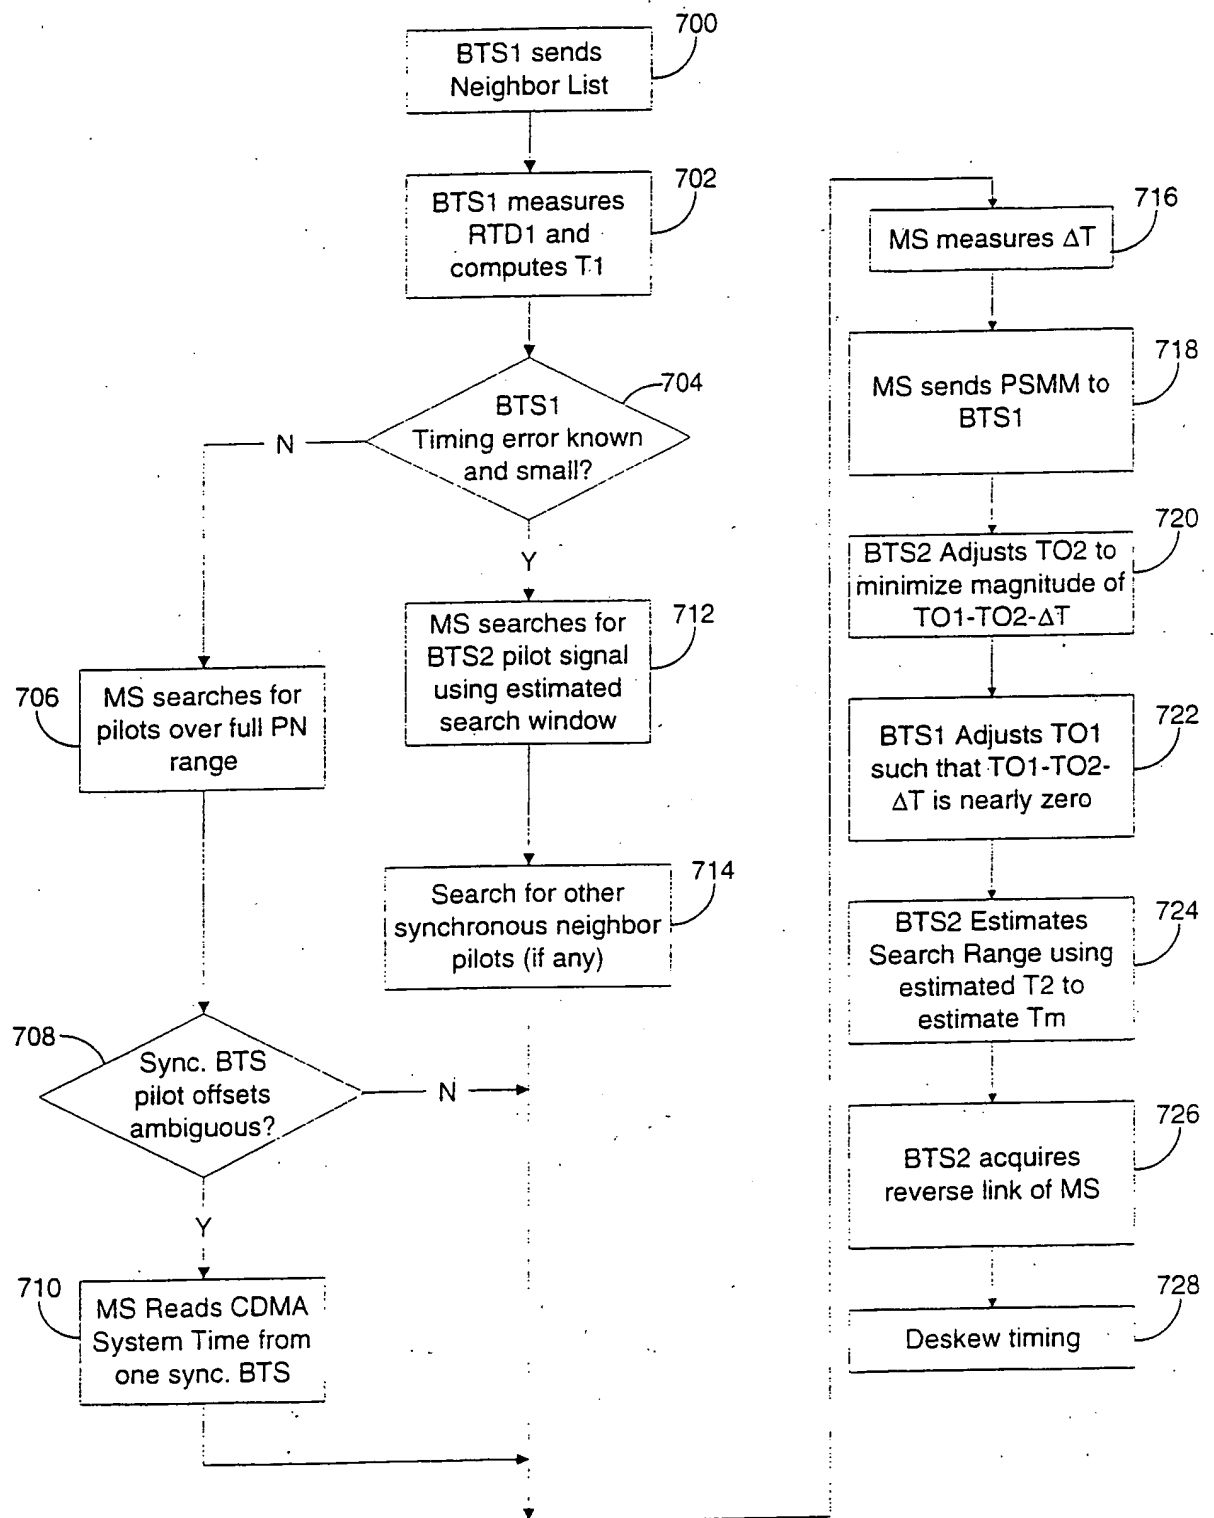 700
BTS1 sends
Neighbor List
702
BTS1 measures
RTD1 and
computes T1
704
BTS1
Timing error known
and small?
N
Y
706
MS searches for
pilots over full PN
range
712
MS searches for
BTS2 pilot signal
using estimated
search window
714
Search for other
synchronous neighbor
pilots (if any)
708
Sync. BTS
pilot offsets
ambiguous?
N
Y
710
MS Reads CDMA
System Time from
one sync. BTS
716
MS measures ΔT
718
MS sends PSMM to
BTS1
720
BTS2 Adjusts TO2 to
minimize magnitude of
TO1-TO2-ΔT
722
BTS1 Adjusts TO1
such that TO1-TO2-
ΔT is nearly zero
724
BTS2 Estimates
Search Range using
estimated T2 to
estimate Tm
726
BTS2 acquires
reverse link of MS
728
Deskew timing